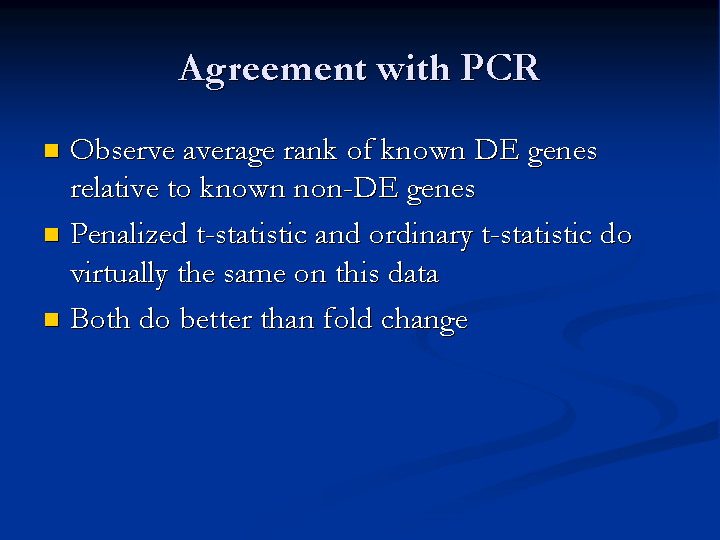 Agreement with PCR
Observe average rank of known DE genes
relative to known non-DE genes
Penalized t-statistic and ordinary t-statistic do
virtually the same on this data
Both do better than fold change